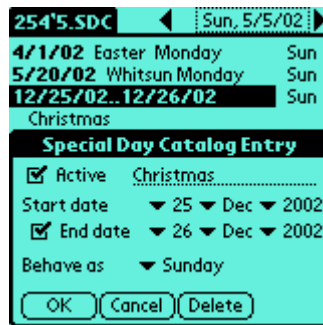 254'5.SDC Sun, 5/5/02
4/1/02 Easter Monday Sun
5/20/02 Whitsun Monday Sun
12/25/02..12/26/02 Sun
Christmas
Special Day Catalog Entry
Active Christmas
Start date 25 Dec 2002
End date 26 Dec 2002
Behave as Sunday
OK Cancel Delete